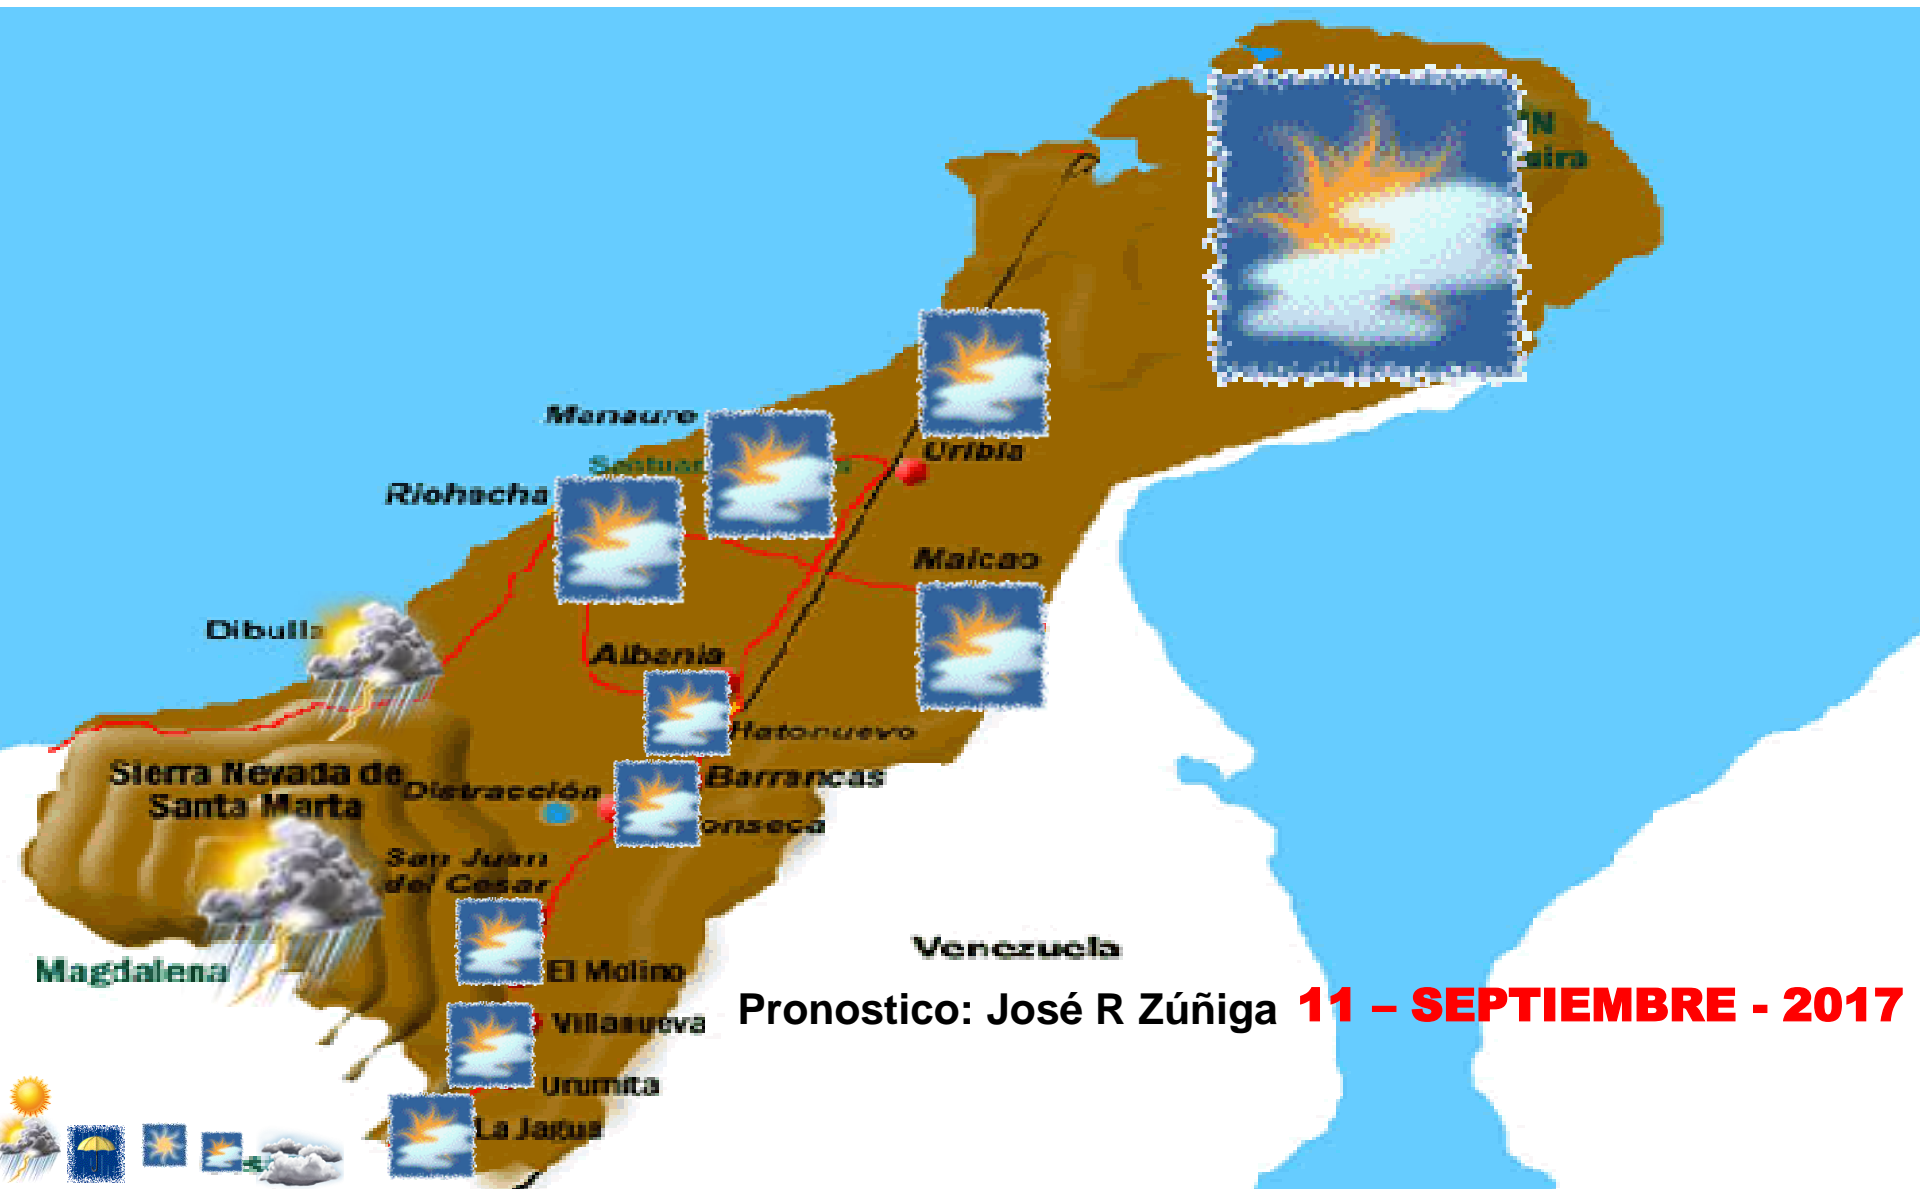 Manaure
Uribia
Riohacha
Maicao
Dibulla
Albania
Hatonuevo
Sierra Nevada de
Santa Marta
Barrancas
Distracción
onseca
San Juan
del Cesar
Venezuela
Magdalena
El Molino
Pronostico: José R Zúñiga 11 – SEPTIEMBRE - 2017
Villanueva
Urumita
La Jagua